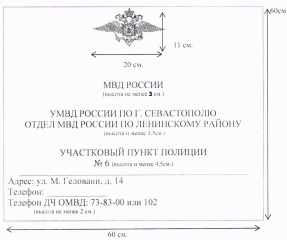 60см.
11 см.
20 см.
МВД РОССИИ
(высота не менее 3 см.)
УМВД РОССИИ ПО Г. СЕВАСТОПОЛЮ
ОТДЕЛ МВД РОССИИ ПО ЛЕНИНСКОМУ РАЙОНУ
(высота н менее 3.5см.)
УЧАСТКОВЫЙ ПУНКТ ПОЛИЦИИ
№ 6 (высота н менее 4.5см.)
Адрес: ул. М. Геловани, д. 14
Телефон:
Телефон ДЧ ОМВД: 73-83-00 или 102
(высота не менее 2 см.)
60 см.